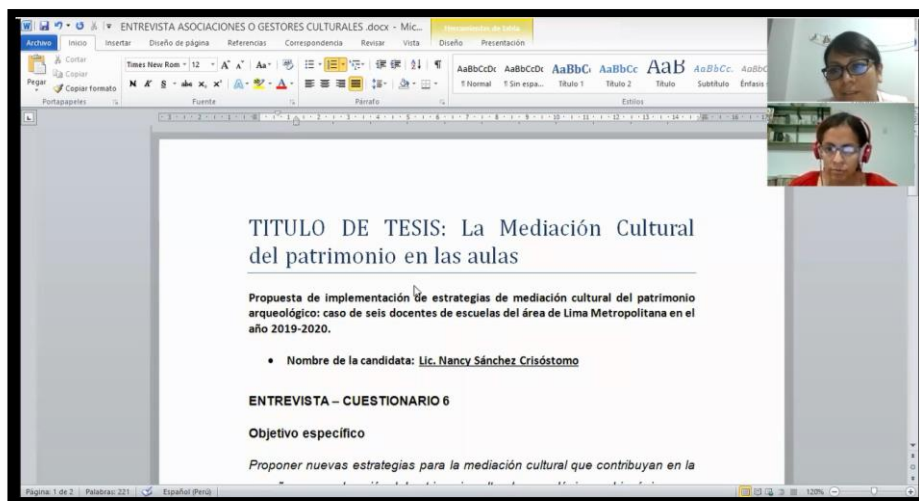 ENTREVISTA ASOCIACIONES O GESTORES CULTURALES .docx - Mic...
Herramientas de tabla
Archivo Inicio Insertar Diseño de página Referencias Correspondencia Revisar Vista Diseño Presentación
Cortar
Copiar
Pegar
Copiar formato
Times New Rom 12
AaBbCcDc AaBbCcDc AaBbC AaBbCc AaB AaBbCc. AaBbC
¶ Normal ¶ Sin espa... Título 1 Título 2 Título Subtítulo Énfasis
Portapapeles Fuente Párrafo Estilos
TITULO DE TESIS: La Mediación Cultural
del patrimonio en las aulas
Propuesta de implementación de estrategias de mediación cultural del patrimonio
arqueológico: caso de seis docentes de escuelas del área de Lima Metropolitana en el
año 2019-2020.
• Nombre de la candidata: Lic. Nancy Sánchez Crisóstomo
ENTREVISTA – CUESTIONARIO 6
Objetivo específico
Proponer nuevas estrategias para la mediación cultural que contribuyan en la
Página: 1 de 2 Palabras: 221 Español (Perú) 120%